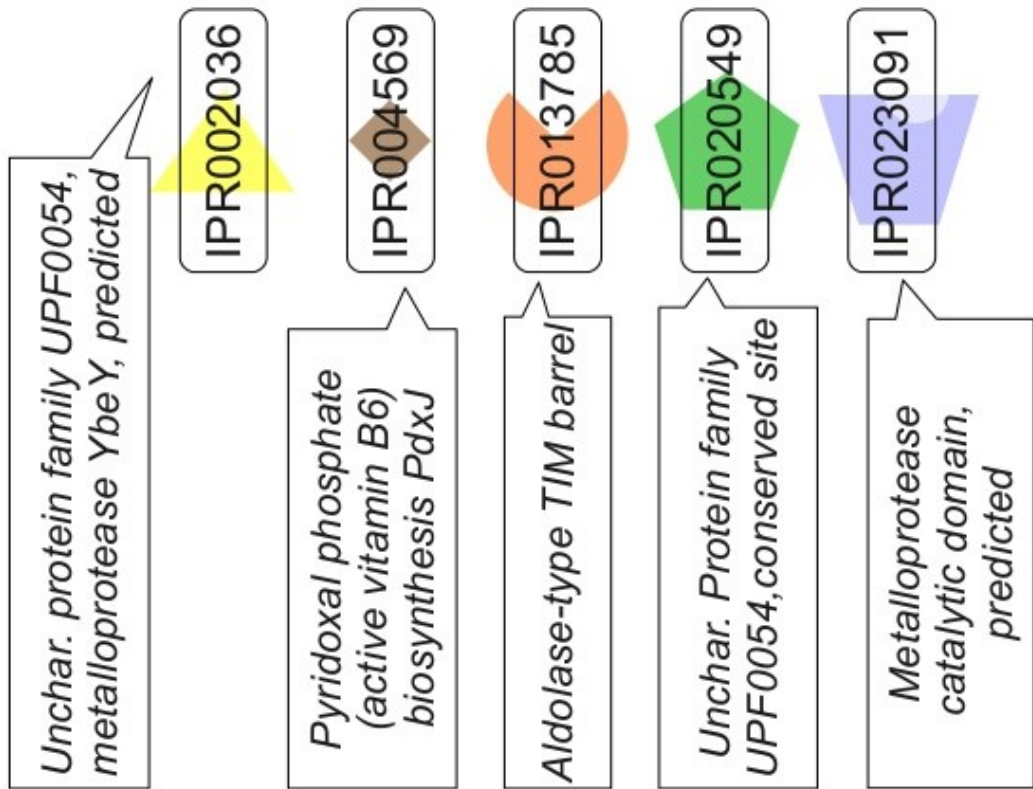 Unchar. protein family UPF0054,
metalloprotease YbeY, predicted
IPR002036
Pyridoxal phosphate
(active vitamin B6)
biosynthesis PdxJ
IPR004569
Aldolase-type TIM barrel
IPR013785
Unchar. Protein family
UPF0054,conserved site
IPR020549
Metalloprotease
catalytic domain,
predicted
IPR023091